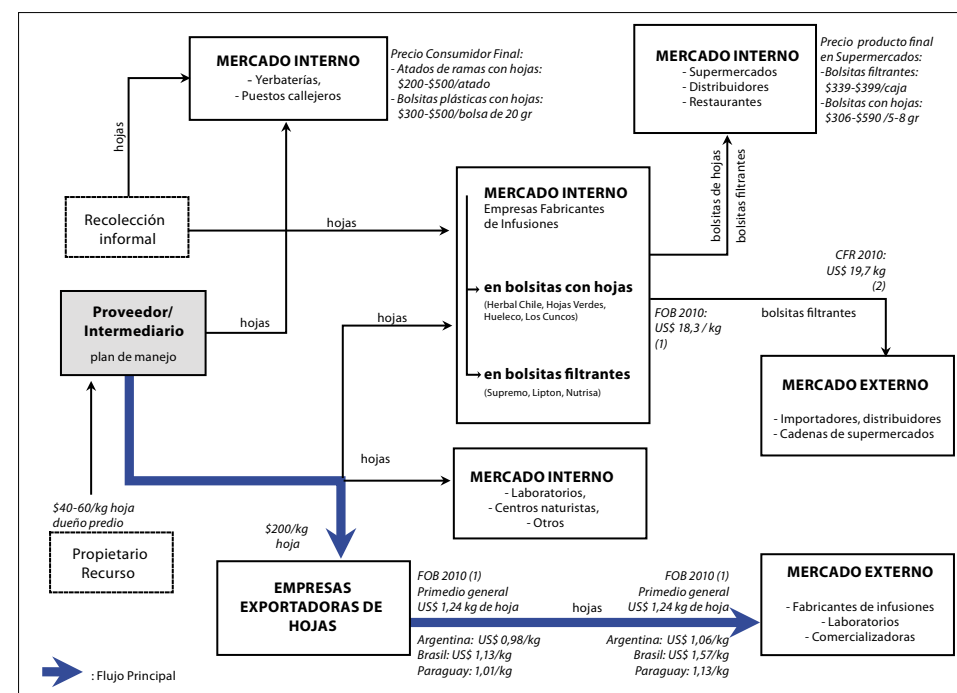 MERCADO INTERNO
- Yerbaterías,
- Puestos callejeros
Precio Consumidor Final:
- Atados de ramas con hojas:
$200-$500/atado
- Bolsitas plásticas con hojas:
$300-$500/bolsa de 20 gr
MERCADO INTERNO
- Supermercados
- Distribuidores
- Restaurantes
Precio producto final
en Supermercados:
- Bolsitas filtrantes:
$339-$399/caja
- Bolsitas con hojas:
$306-$590 /5-8 gr
hojas
Recolección
informal
hojas
MERCADO INTERNO
Empresas Fabricantes
de Infusiones
en bolsitas con hojas
(Herbal Chile, Hojas Verdes,
Hueleco, Los Cuncos)
en bolsitas filtrantes
(Supremo, Lipton, Nutrisa)
bolsitas de hojas
bolsitas filtrantes
CFR 2010:
US$ 19,7 kg
(2)
FOB 2010:
US$ 18,3 / kg
(1)
bolsitas filtrantes
Proveedor/
Intermediario
plan de manejo
hojas
hojas
MERCADO EXTERNO
- Importadores, distribuidores
- Cadenas de supermercados
hojas
MERCADO INTERNO
- Laboratorios,
- Centros naturistas,
- Otros
$40-60/kg hoja
dueño predio
Propietario
Recurso
$200/kg
hoja
EMPRESAS
EXPORTADORAS DE
HOJAS
FOB 2010 (1)
Primedio general
US$ 1,24 kg de hoja
Argentina: US$ 0,98/kg
Brasil: US$ 1,13/kg
Paraguay: 1,01/kg
hojas
FOB 2010 (1)
Primedio general
US$ 1,24 kg de hoja
Argentina: US$ 1,06/kg
Brasil: US$ 1,57/kg
Paraguay: 1,13/kg
MERCADO EXTERNO
- Fabricantes de infusiones
- Laboratorios
- Comercializadoras
: Flujo Principal